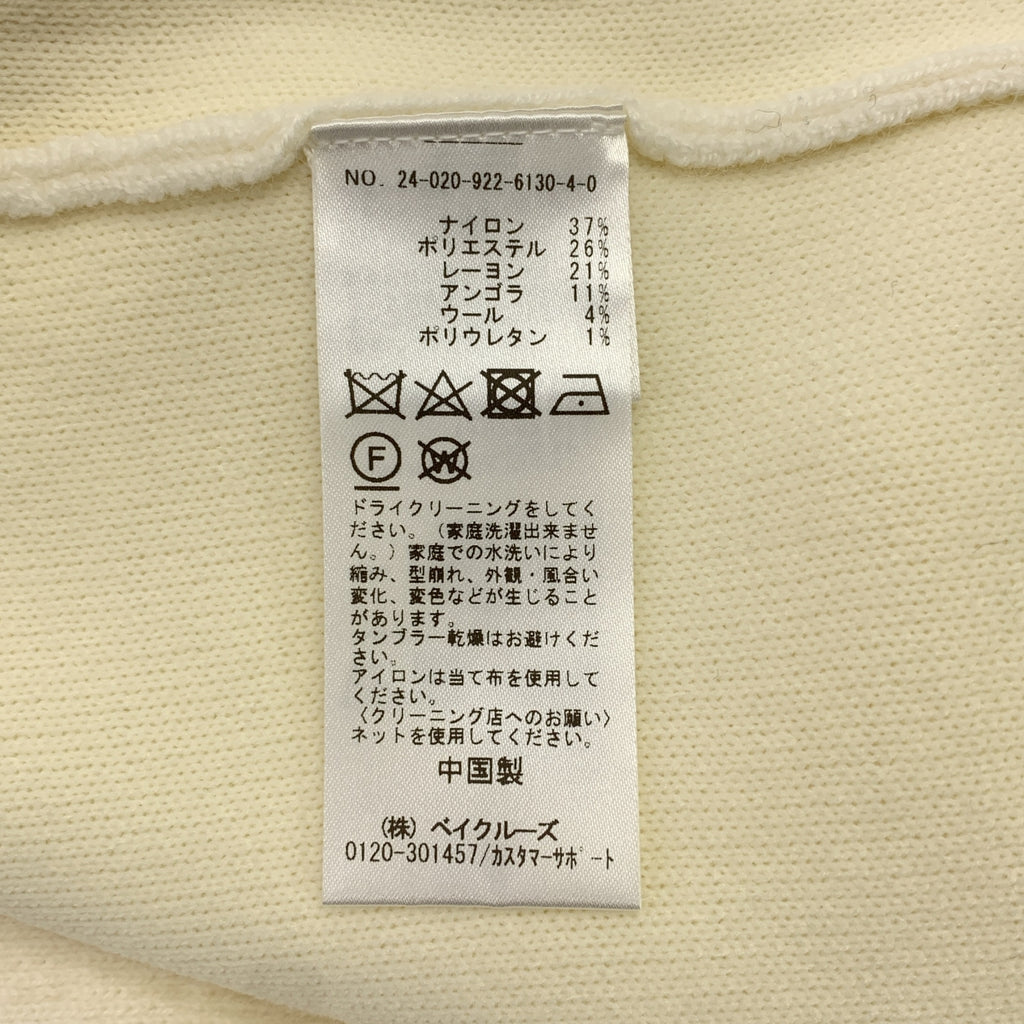 NO. 24-020-922-6130-4-0
ナイロン 37%
ポリエステル 26%
レーヨン 21%
アンゴラ 11%
ウール 4%
ポリウレタン 1%
F W
ドライクリーニングをしてく
ださい。(家庭洗濯出来ませ
ん。)家庭での水洗いにより
縮み、型崩れ、外観・風合い
変化、変色などが生じること
があります。
タンブラー乾燥はお避けくだ
さい。
アイロンは当て布を使用して
ください。
〈クリーニング店へのお願い〉
ネットを使用してください。
中国製
(株) ベイクルーズ
0120-301457/カスタマーサポート